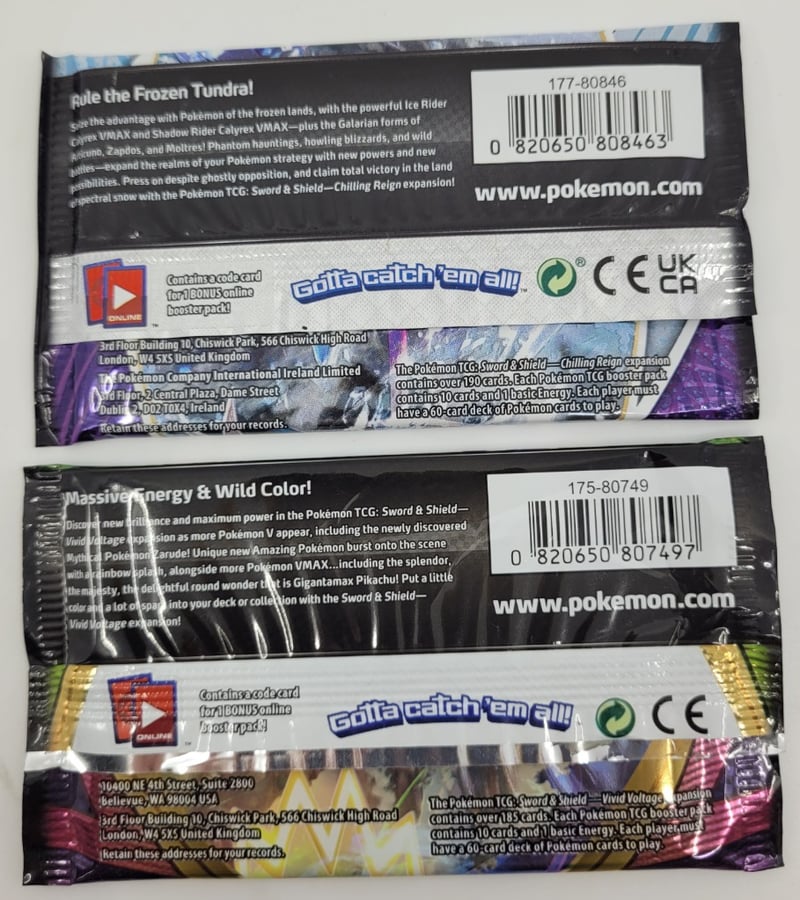 Rule the Frozen Tundra!
Seize the advantage with Pokémon of the frozen lands, with the powerful Ice Rider
Calyrex VMAX and Shadow Rider Calyrex VMAX—plus the Galarian forms of
Articuno, Zapdos, and Moltres! Phantom hauntings, howling blizzards, and wild
battles—expand the realms of your Pokémon strategy with new powers and new
possibilities. Press on despite ghostly opposition, and claim total victory in the land
of spectral snow with the Pokémon TCG: Sword & Shield—Chilling Reign expansion!
177-80846
0 820650 808463
www.pokemon.com
ONLINE
TM
Contains a code card
for 1 BONUS online
booster pack!
Gotta catch 'em all!
TM
®
CE
UK
CA
3rd Floor Building 10, Chiswick Park, 566 Chiswick High Road
London, W4 5XS United Kingdom
The Pokémon Company International Ireland Limited
3rd Floor, 2 Central Plaza, Dame Street
Dublin 2, D02 T0X4, Ireland
Retain these addresses for your records.
The Pokémon TCG: Sword & Shield—Chilling Reign expansion
contains over 190 cards. Each Pokémon TCG booster pack
contains 10 cards and 1 basic Energy. Each player must
have a 60-card deck of Pokémon cards to play.
Massive Energy & Wild Color!
Discover new brilliance and maximum power in the Pokémon TCG: Sword & Shield—
Vivid Voltage expansion as more Pokémon V appear, including the newly discovered
Mythical Pokémon Zarude! Unique new Amazing Pokémon burst onto the scene
with a rainbow splash, alongside more Pokémon VMAX...including the splendor,
the majesty, the delightful round wonder that is Gigantamax Pikachu! Put a little
color and a lot of spark into your deck or collection with the Sword & Shield—
Vivid Voltage expansion!
175-80749
0 820650 807497
www.pokemon.com
ONLINE
TM
Contains a code card
for 1 BONUS online
booster pack!
Gotta catch 'em all!
CE
10400 NE 4th Street, Suite 2800
Bellevue, WA 98004 USA
3rd Floor Building 10, Chiswick Park, 566 Chiswick High Road
London, W4 5XS United Kingdom
Retain these addresses for your records.
The Pokémon TCG: Sword & Shield—Vivid Voltage expansion
contains over 185 cards. Each Pokémon TCG booster pack
contains 10 cards and 1 basic Energy. Each player must
have a 60-card deck of Pokémon cards to play.